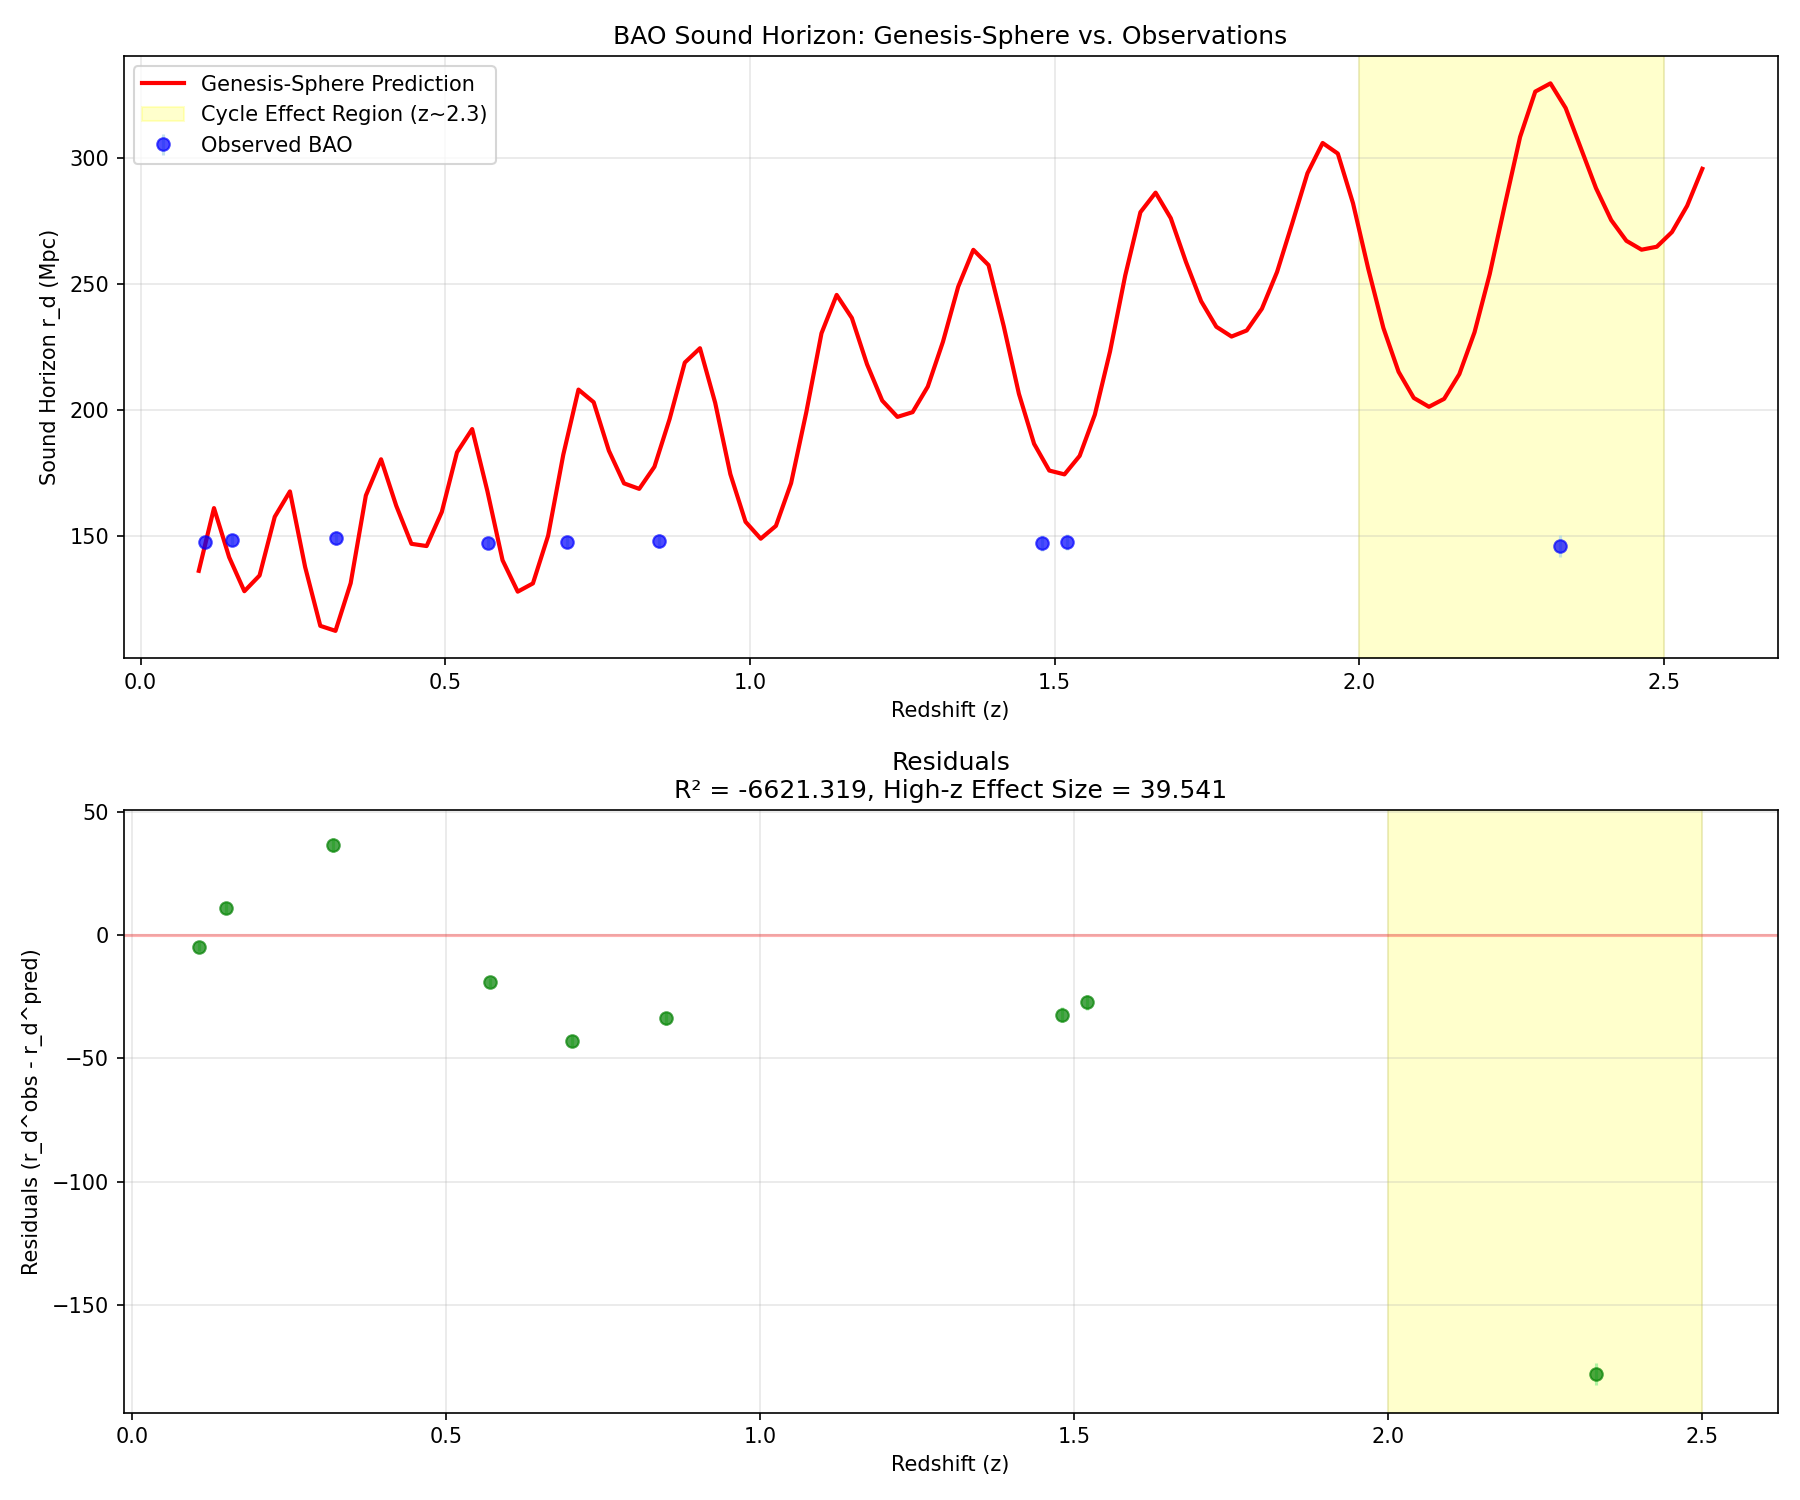 BAO Sound Horizon: Genesis-Sphere vs. Observations
Genesis-Sphere Prediction
Cycle Effect Region (z~2.3)
Observed BAO
Sound Horizon r_d (Mpc)
300
250
200
150
0.0 0.5 1.0 1.5 2.0 2.5
Redshift (z)
Residuals
R² = -6621.319, High-z Effect Size = 39.541
Residuals (r_d^obs - r_d^pred)
50
0
−50
−100
−150
0.0 0.5 1.0 1.5 2.0 2.5
Redshift (z)